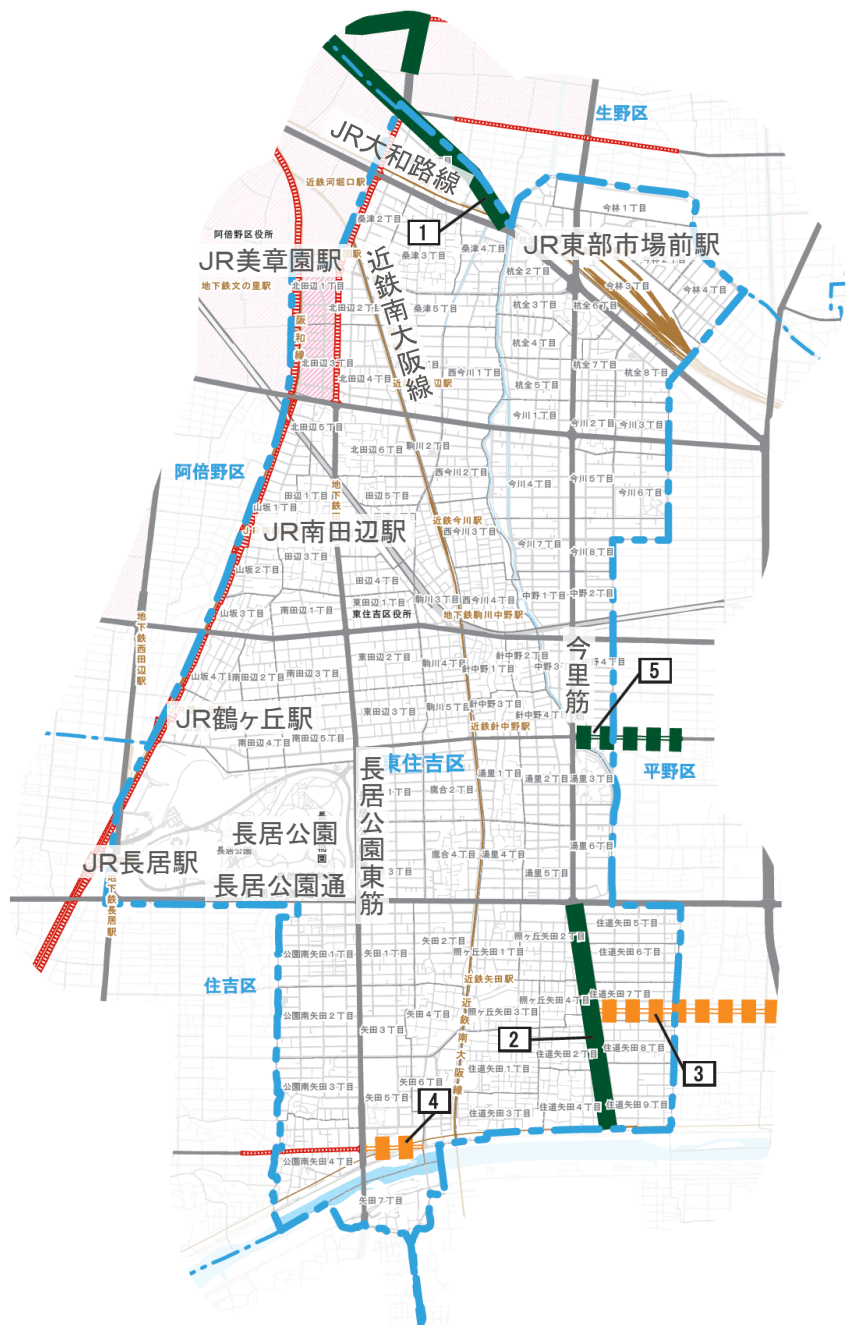 生野区
JR大和路線
近鉄河堀口駅
今林1丁目
桑津2丁目
1
阿倍野区役所
桑津4丁目
JR東部市場前駅
桑津3丁目
JR美章園駅
近鉄南大阪線
杭全2丁目
地下鉄文の里駅
北田辺1丁目
今林3丁目
今林4丁目
北田辺2丁目
桑津5丁目
杭全3丁目
杭全6丁目
阪和線
杭全4丁目
北田辺3丁目
杭全7丁目
西今川1丁目
杭全8丁目
北田辺4丁目
杭全5丁目
今川1丁目
今川2丁目
今川3丁目
北田辺5丁目
駒川2丁目
北田辺6丁目
阿倍野区
西今川2丁目
今川5丁目
今川4丁目
今川6丁目
田辺1丁目
田辺5丁目
山坂1丁目
近鉄今川駅
JR南田辺駅
西今川3丁目
今川7丁目
今川8丁目
田辺3丁目
山坂2丁目
田辺4丁目
中野1丁目
中野2丁目
駒川3丁目
西今川4丁目
東田辺1丁目
山坂3丁目
南田辺1丁目
東住吉区役所
地下鉄駒川中野駅
地下鉄西田辺駅
今里筋
東田辺2丁目
針中野2丁目
駒川4丁目
針中野1丁目
5
山坂4丁目
南田辺2丁目
南田辺3丁目
針中野3丁目
駒川5丁目
東田辺3丁目
針中野4丁目
JR鶴ヶ丘駅
近鉄針中野駅
南田辺4丁目
南田辺5丁目
長居公園東筋
東住吉区
平野区
湯里1丁目
湯里2丁目
湯里3丁目
鷹合2丁目
長居公園
長居公園
湯里6丁目
鷹合4丁目
湯里4丁目
JR長居駅
湯里5丁目
長居公園通
地下鉄長居駅
住道矢田5丁目
照ヶ丘矢田2丁目
矢田2丁目
公園南矢田1丁目
矢田1丁目
照ヶ丘矢田1丁目
住道矢田6丁目
近鉄矢田駅
住吉区
住道矢田7丁目
照ヶ丘矢田4丁目
照ヶ丘矢田3丁目
公園南矢田2丁目
矢田4丁目
近鉄南大阪線
矢田3丁目
2
住道矢田8丁目
住道矢田2丁目
3
住道矢田1丁目
矢田6丁目
公園南矢田3丁目
矢田5丁目
4
住道矢田4丁目
住道矢田9丁目
住道矢田3丁目
公園南矢田4丁目
矢田7丁目